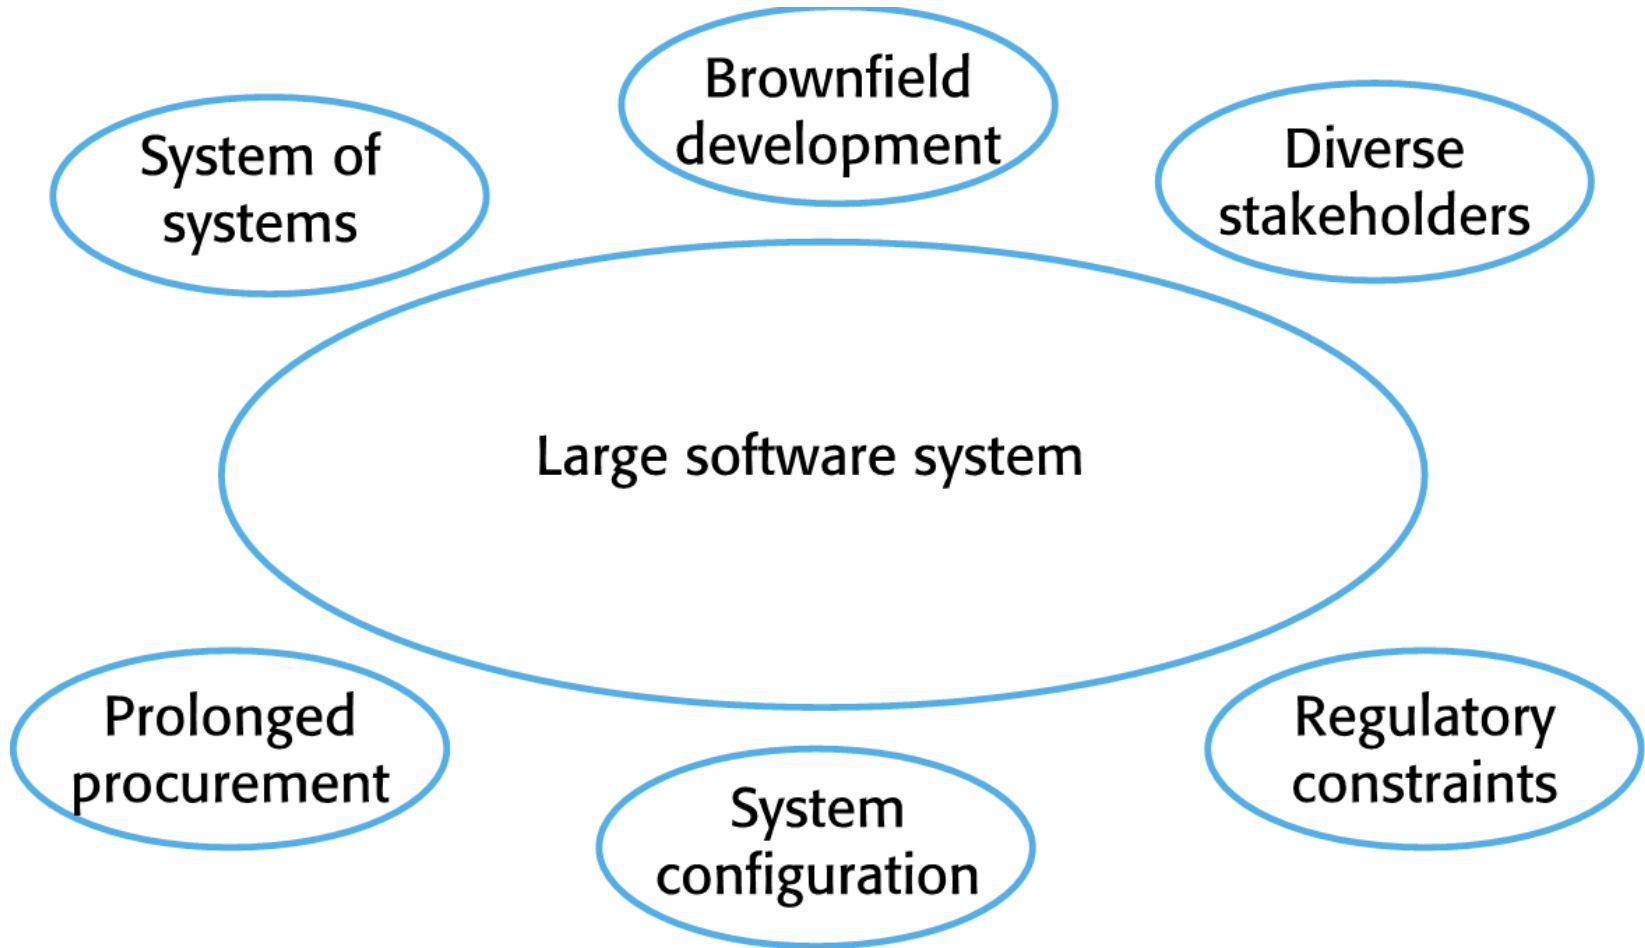 Brownfield
development
System of
systems
Diverse
stakeholders
Large software system
Prolonged
procurement
Regulatory
constraints
System
configuration